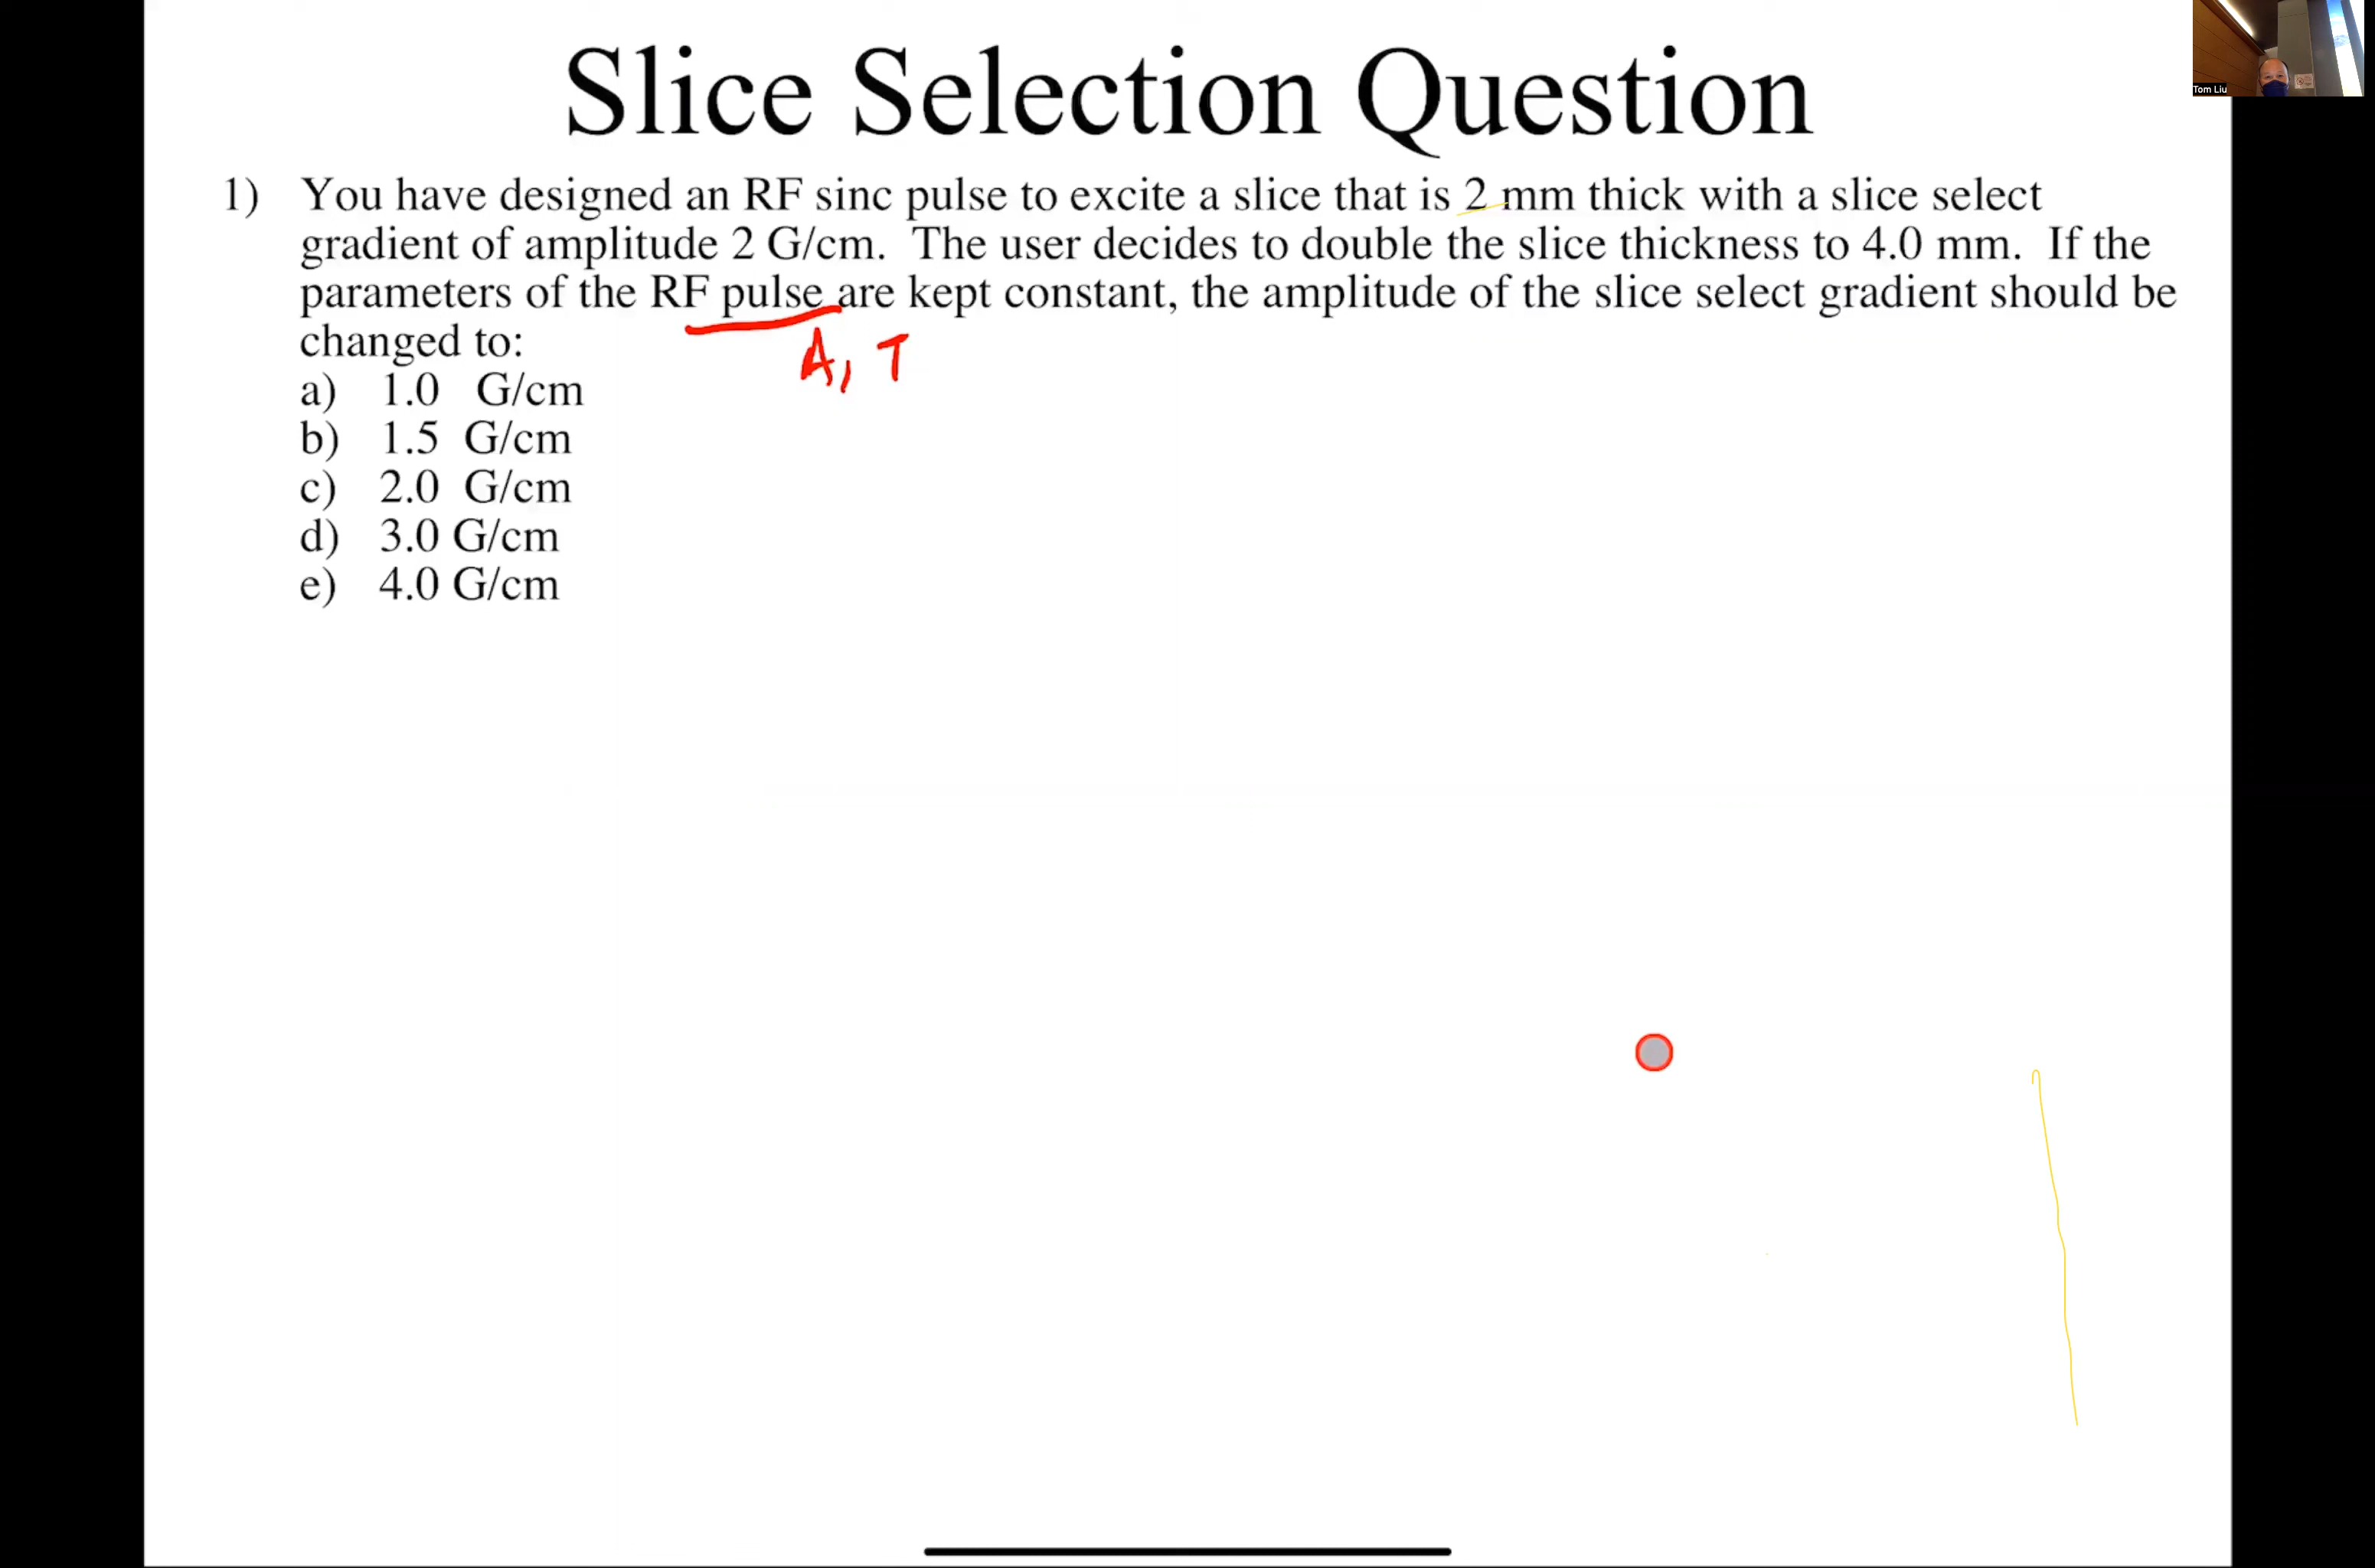 Slice Selection Question
Tom Liu
1) You have designed an RF sinc pulse to excite a slice that is 2 mm thick with a slice select
gradient of amplitude 2 G/cm. The user decides to double the slice thickness to 4.0 mm. If the
parameters of the RF pulse are kept constant, the amplitude of the slice select gradient should be
changed to:
A, T
a) 1.0 G/cm
b) 1.5 G/cm
c) 2.0 G/cm
d) 3.0 G/cm
e) 4.0 G/cm